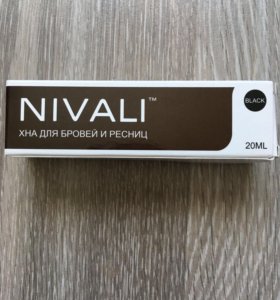 NIVALI™
BLACK
ХНА ДЛЯ БРОВЕЙ И РЕСНИЦ
20ML